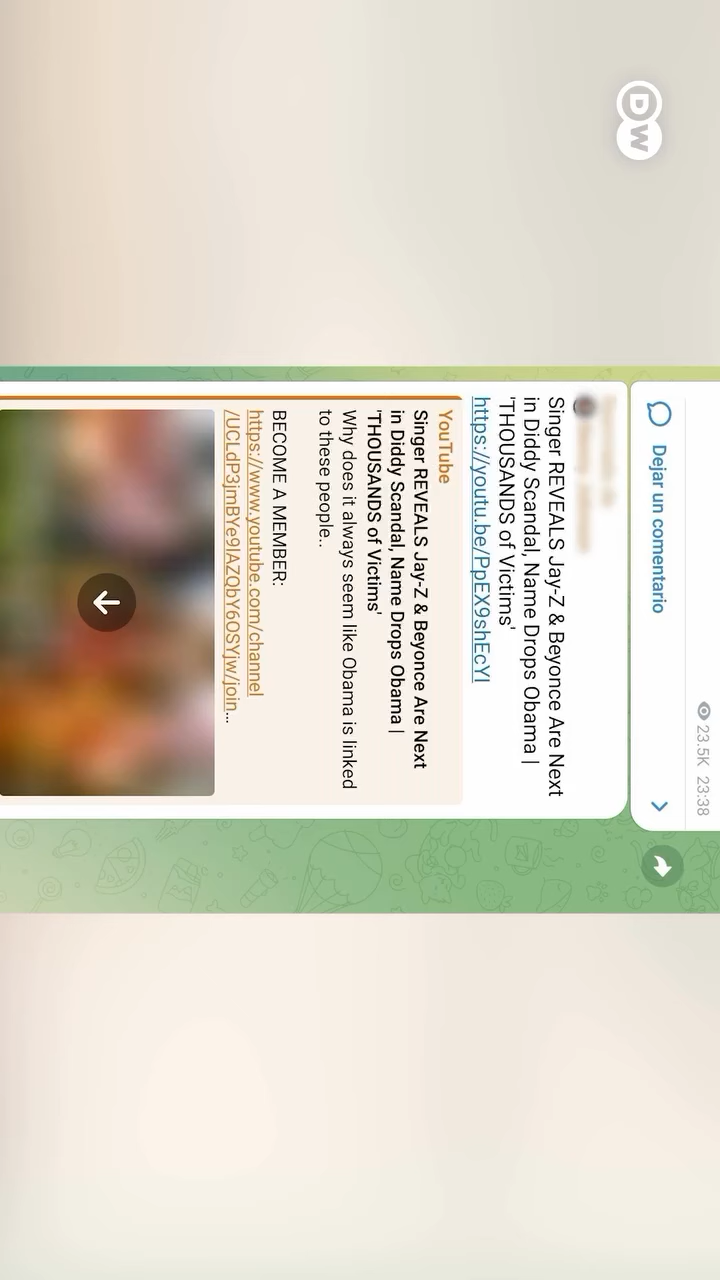 DW
Singer REVEALS Jay-Z & Beyonce Are Next
in Diddy Scandal, Name Drops Obama |
'THOUSANDS of Victims'
https://youtu.be/PpEX9shEcYI
YouTube
Singer REVEALS Jay-Z & Beyonce Are Next
in Diddy Scandal, Name Drops Obama |
'THOUSANDS of Victims'
Why does it always seem like Obama is linked
to these people..
BECOME A MEMBER:
https://www.youtube.com/channel
/UCLdP3jmBYe9lAZQbY6OSYjw/join...
23.5K 23:38
Dejar un comentario